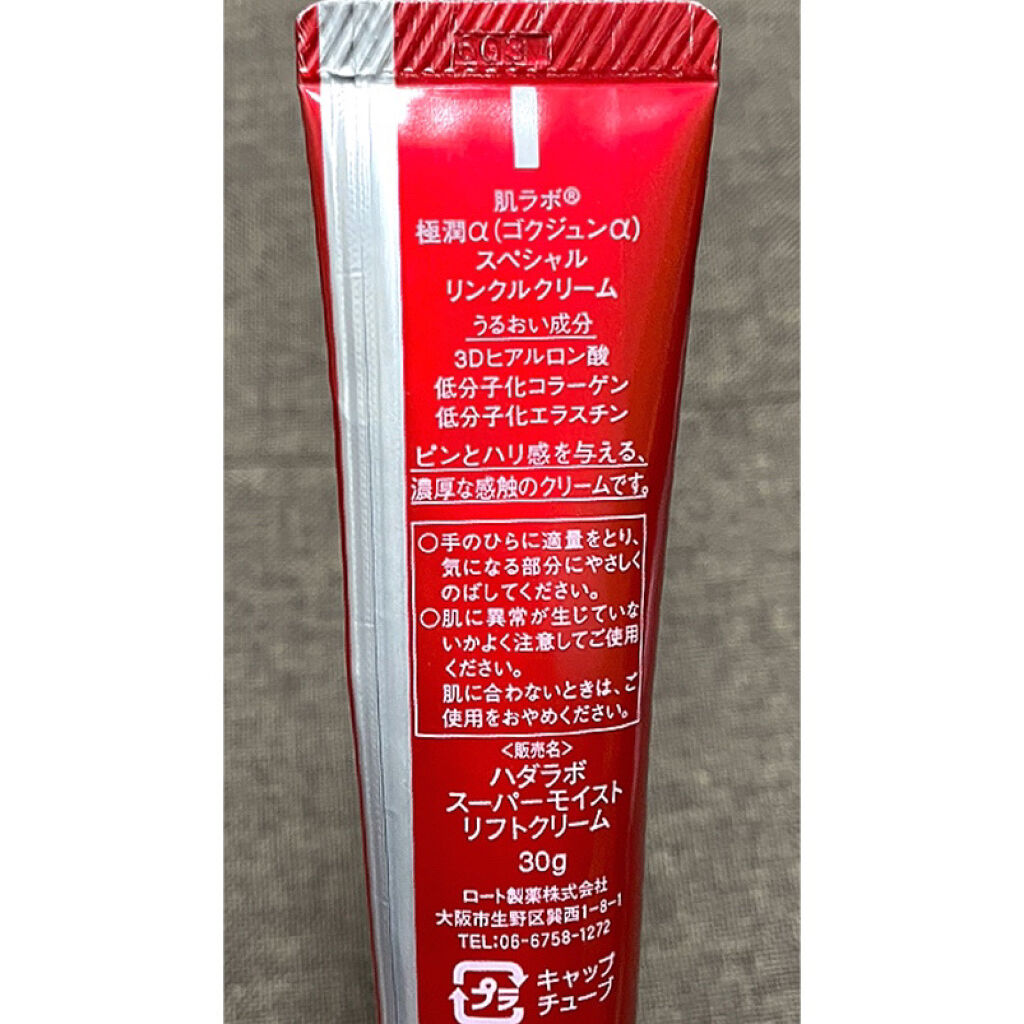 肌ラボ®
極潤α(ゴクジュンα)
スペシャル
リンクルクリーム
うるおい成分
3Dヒアルロン酸
低分子化コラーゲン
低分子化エラスチン
ピンとハリ感を与える、
濃厚な感触のクリームです。
○手のひらに適量をとり、
気になる部分にやさしく
のばしてください。
○肌に異常が生じていな
いかよく注意してご使用
ください。
肌に合わないときは、ご
使用をおやめください。
<販売名>
ハダラボ
スーパーモイスト
リフトクリーム
30g
ロート製薬株式会社
大阪市生野区巽西1-8-1
TEL:06-6758-1272
プラ
キャップ
チューブ